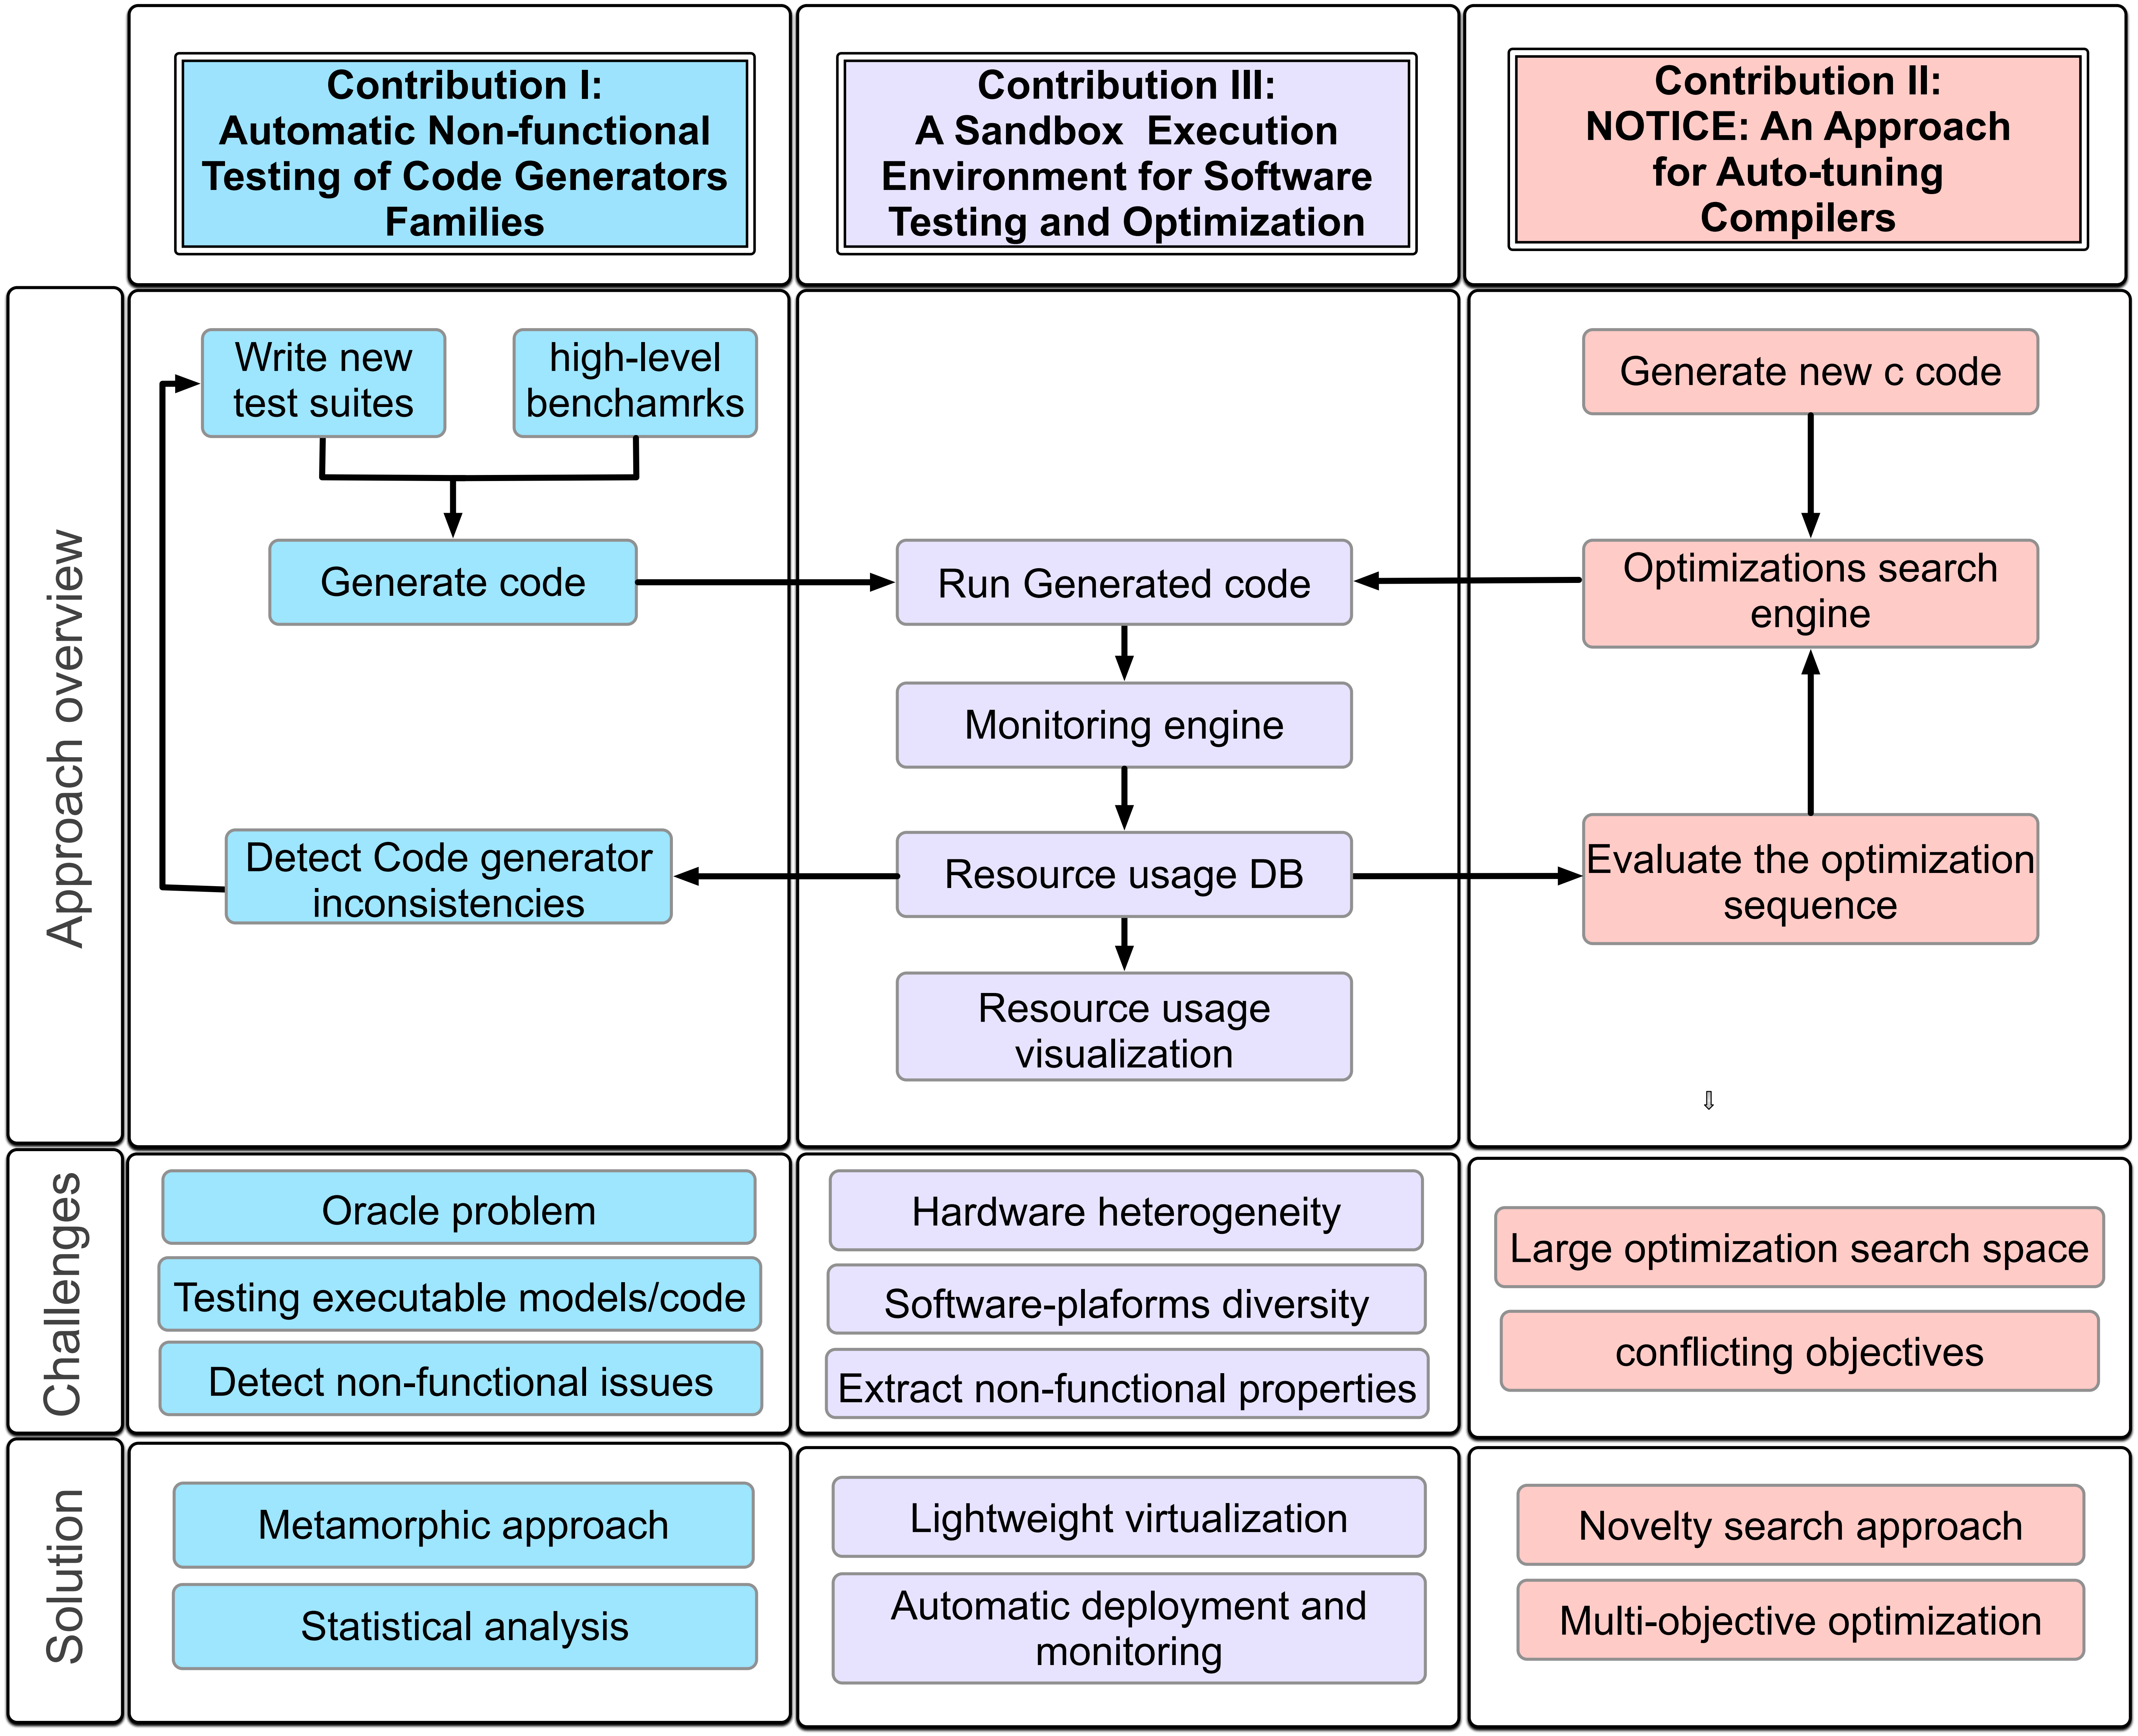 Contribution I:
Automatic Non-functional
Testing of Code Generators
Families
Contribution III:
A Sandbox Execution
Environment for Software
Testing and Optimization
Contribution II:
NOTICE: An Approach
for Auto-tuning
Compilers
Approach overview
Write new
test suites
high-level
benchamrks
Generate code
Detect Code generator
inconsistencies
Run Generated code
Monitoring engine
Resource usage DB
Resource usage
visualization
Generate new c code
Optimizations search
engine
Evaluate the optimization
sequence
⇩
Challenges
Oracle problem
Testing executable models/code
Detect non-functional issues
Hardware heterogeneity
Software-plaforms diversity
Extract non-functional properties
Large optimization search space
conflicting objectives
Solution
Metamorphic approach
Statistical analysis
Lightweight virtualization
Automatic deployment and
monitoring
Novelty search approach
Multi-objective optimization